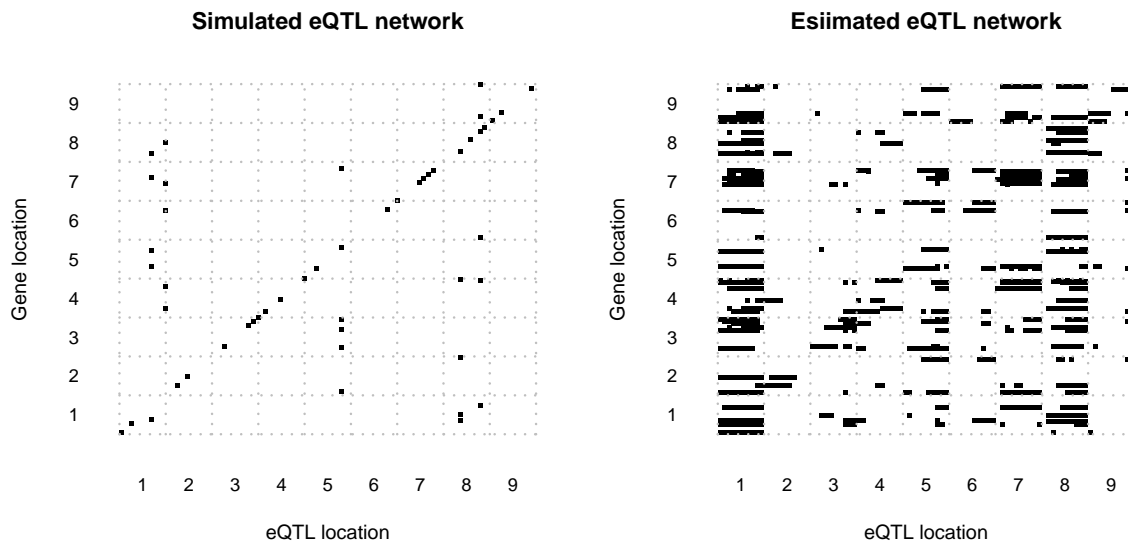 Simulated eQTL network
Gene location
9
8
7
6
5
4
3
2
1
1 2 3 4 5 6 7 8 9
eQTL location
Esiimated eQTL network
Gene location
9
8
7
6
5
4
3
2
1
1 2 3 4 5 6 7 8 9
eQTL location